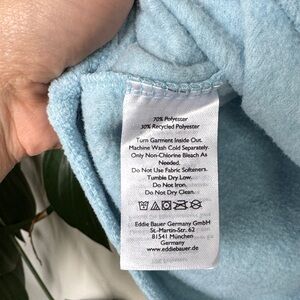 70% Polyester
30% Recycled Polyester
Turn Garment Inside Out.
Machine Wash Cold Separately.
Only Non-Chlorine Bleach As
Needed.
Do Not Use Fabric Softeners.
Tumble Dry Low.
Do Not Iron.
Do Not Dry Clean.
Eddie Bauer Germany GmbH
St.-Martin-Str. 62
81541 München
Germany
www.eddiebauer.de